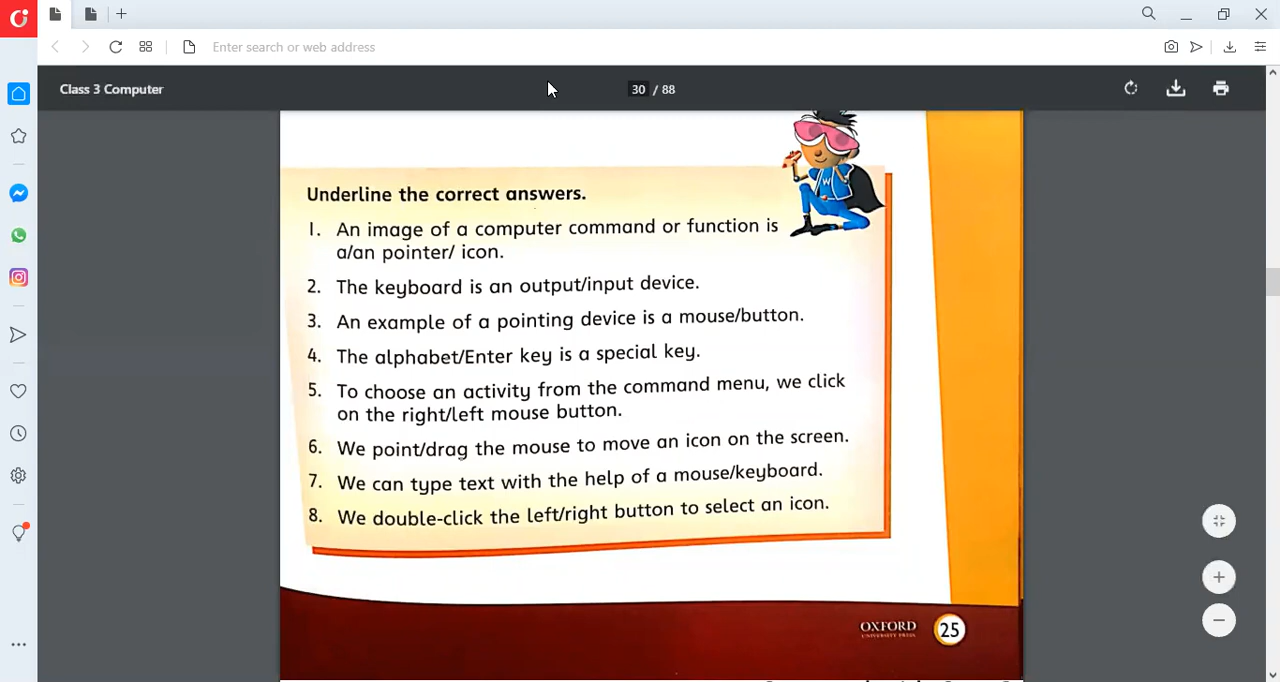 Enter search or web address
Class 3 Computer
30 / 88
W
Underline the correct answers.
1. An image of a computer command or function is
a/an pointer/ icon.
2. The keyboard is an output/input device.
3. An example of a pointing device is a mouse/button.
4. The alphabet/Enter key is a special key.
5. To choose an activity from the command menu, we click
on the right/left mouse button.
6. We point/drag the mouse to move an icon on the screen.
7. We can type text with the help of a mouse/keyboard.
8. We double-click the left/right button to select an icon.
OXFORD
UNIVERSITY PRESS
25